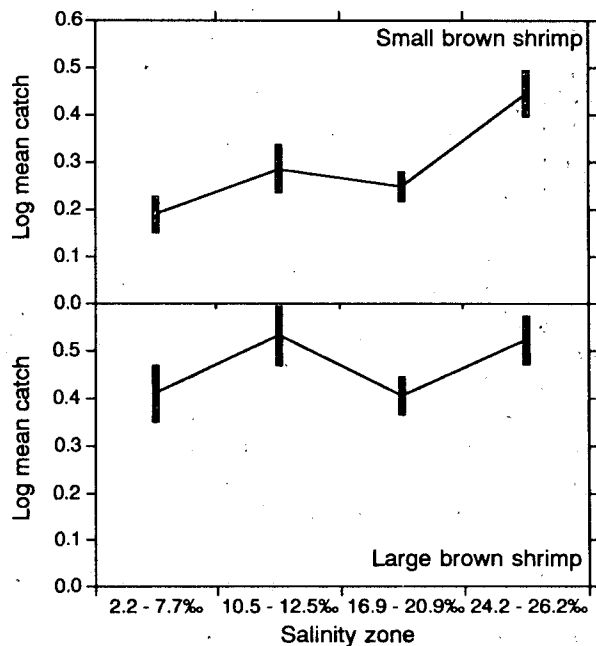 0.6
Small brown shrimp
0.5
0.4
0.3
0.2
0.1
0.0
Log mean catch
0.5
0.4
0.3
0.2
0.1
0.0
Log mean catch
Large brown shrimp
2.2 - 7.7‰ 10.5 - 12.5‰ 16.9 - 20.9‰ 24.2 - 26.2‰
Salinity zone